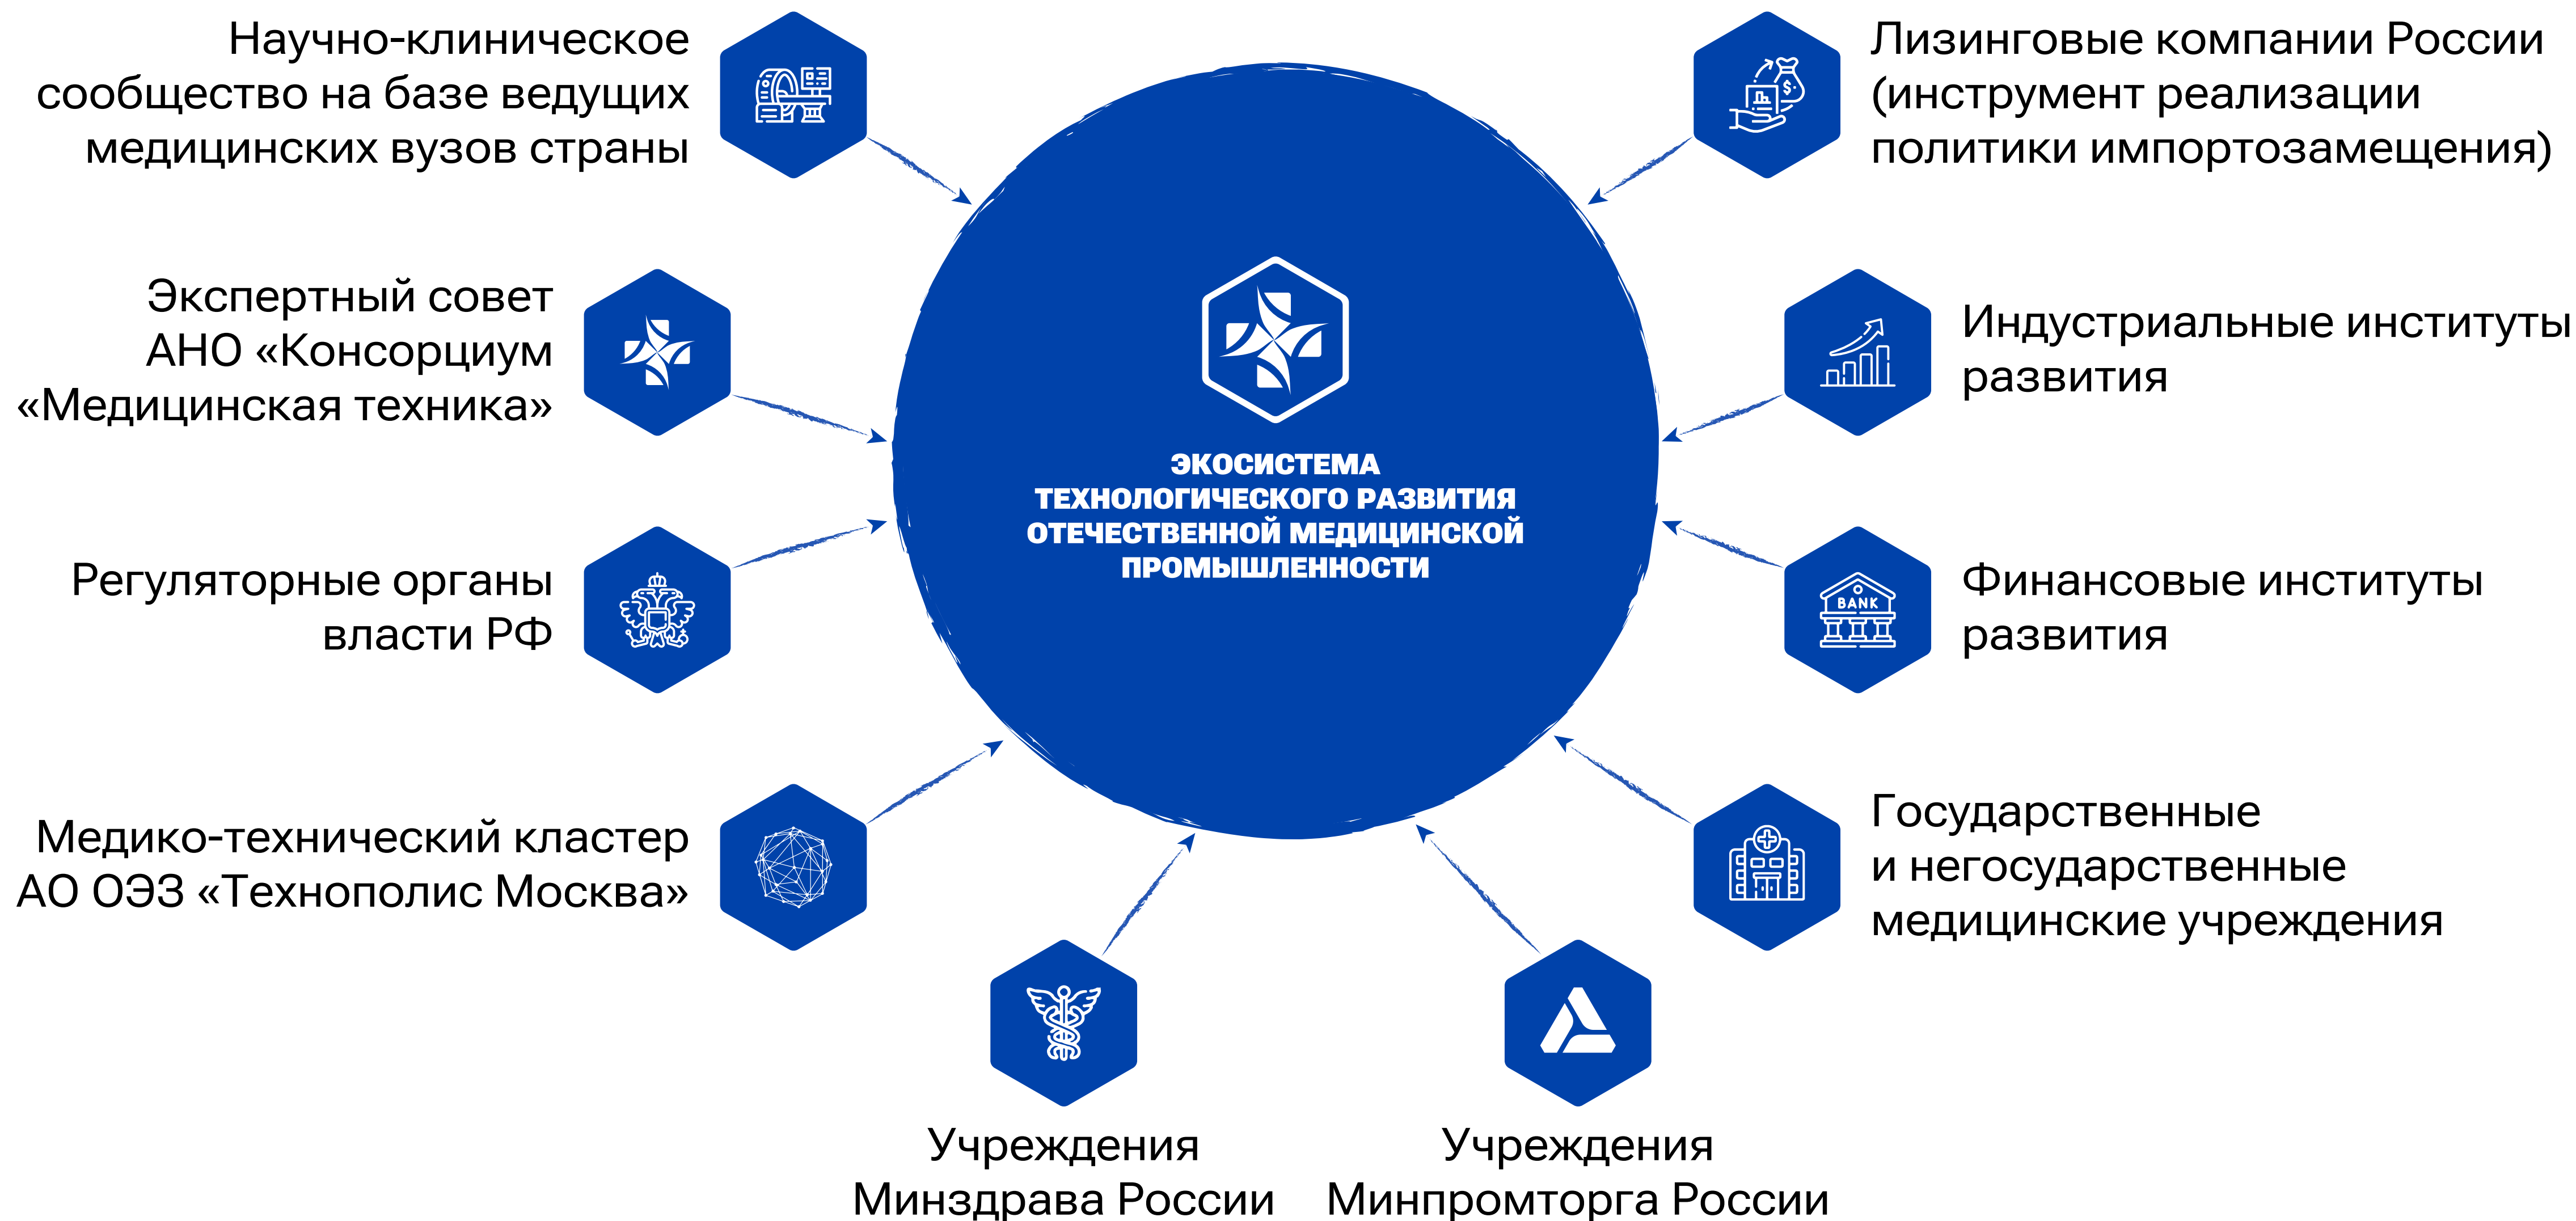 Научно-клиническое
сообщество на базе ведущих
медицинских вузов страны
Экспертный совет
АНО «Консорциум
«Медицинская техника»
Регуляторные органы
власти РФ
Медико-технический кластер
АО ОЭЗ «Технополис Москва»
ЭКОСИСТЕМА
ТЕХНОЛОГИЧЕСКОГО РАЗВИТИЯ
ОТЕЧЕСТВЕННОЙ МЕДИЦИНСКОЙ
ПРОМЫШЛЕННОСТИ
Лизинговые компании России
(инструмент реализации
политики импортозамещения)
Индустриальные институты
развития
BANK
Финансовые институты
развития
Государственные
и негосударственные
медицинские учреждения
Учреждения
Минздрава России
Учреждения
Минпромторга России